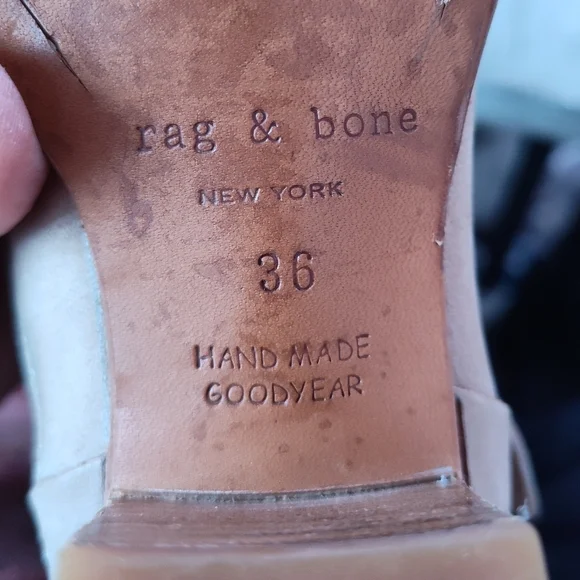 rag & bone
NEW YORK
36
HAND MADE
GOODYEAR